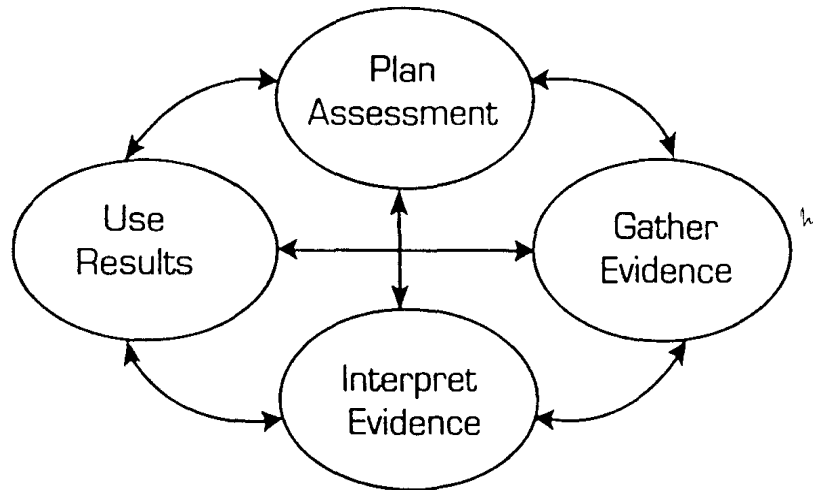 Plan
Assessment
Use
Results
Gather
Evidence
Interpret
Evidence